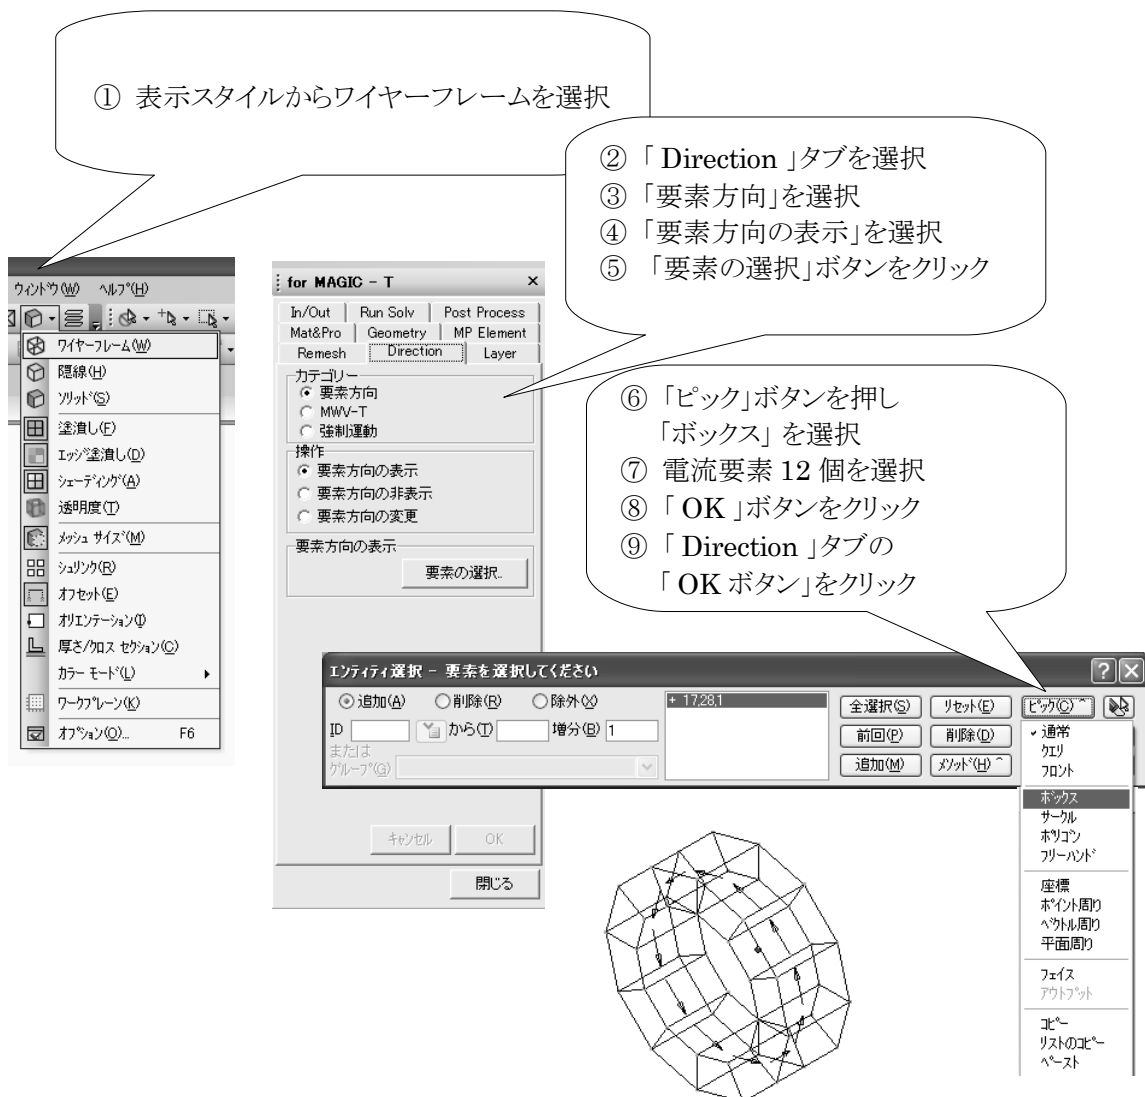 ① 表示スタイルからワイヤーフレームを選択
②「 Direction 」タブを選択
③「要素方向」を選択
④「要素方向の表示」を選択
⑤ 「要素の選択」ボタンをクリック
ウィンドウ(W) ヘルプ(H)
ワイヤーフレーム(W)
隠線(H)
ソリッド(S)
塗潰し(F)
エッジ塗潰し(D)
シェーディング(A)
透明度(T)
メッシュ サイズ(M)
シュリンク(R)
オフセット(E)
オリエンテーション(I)
厚さ/クロス セクション(C)
カラー モード(L)
ワークプレーン(K)
オプション(O)... F6
for MAGIC - T ×
In/Out Run Solv Post Process
Mat&Pro Geometry MP Element
Remesh Direction Layer
カテゴリー
要素方向
MWV-T
強制運動
操作
要素方向の表示
要素方向の非表示
要素方向の変更
要素方向の表示
要素の選択..
キャンセル OK
閉じる
⑥ 「ピック」ボタンを押し
「ボックス」 を選択
⑦ 電流要素 12 個を選択
⑧「 OK 」ボタンをクリック
⑨「 Direction 」タブの
「 OK ボタン」をクリック
エンティティ選択 - 要素を選択してください
追加(A) 削除(R) 除外(X)
ID から(T) 増分(B) 1
または
グループ(G)
+ 17,28,1
全選択(S) リセット(E) ピック(C) ^
前回(P) 削除(D)
追加(M) メソッド(H) ^
通常
クエリ
フロント
ボックス
サークル
ポリゴン
フリーハンド
座標
ポイント周り
ベクトル周り
平面周り
フェイス
アウトプット
コピー
リストのコピー
ペースト